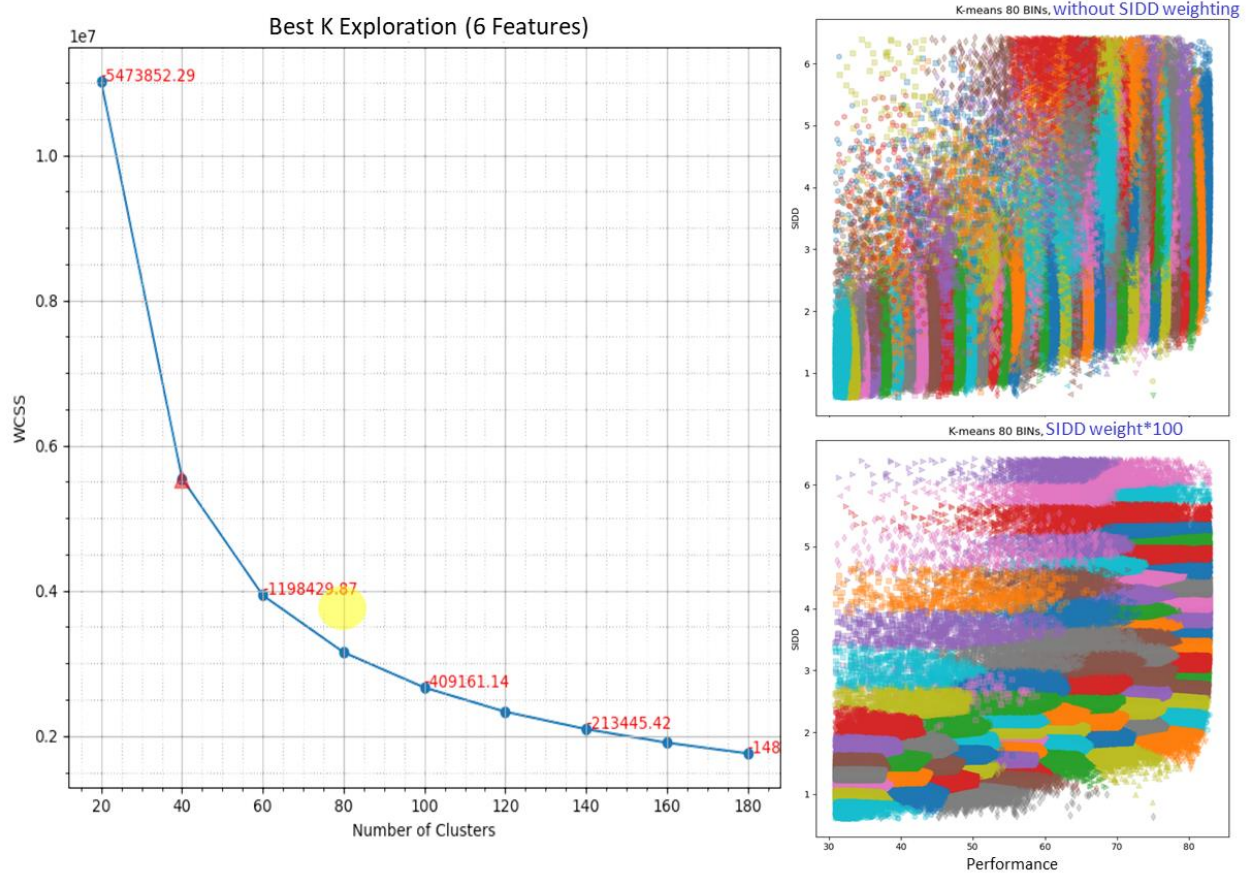 Best K Exploration (6 Features)
1e7
WCSS
1.0
0.8
0.6
0.4
0.2
5473852.29
-1198429.87
-409161.14
-213445.42
-148
20 40 60 80 100 120 140 160 180
Number of Clusters
K-means 80 BINs, without SIDD weighting
SIDD
6
5
4
3
2
1
K-means 80 BINs, SIDD weight*100
SIDD
6
5
4
3
2
1
30 40 50 60 70 80
Performance